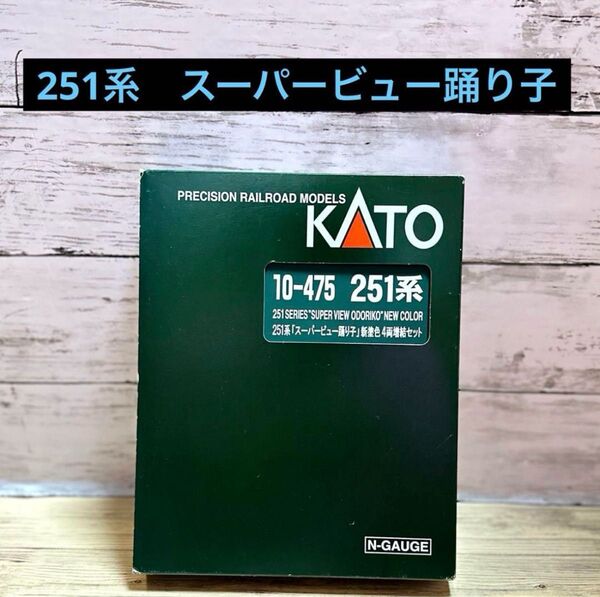 251系　スーパービュー踊り子
PRECISION RAILROAD MODELS
KATO
10-475 251系
251 SERIES "SUPER VIEW ODORIKO" NEW COLOR
251系「スーパービュー踊り子」新塗色 4両増結セット
N-GAUGE